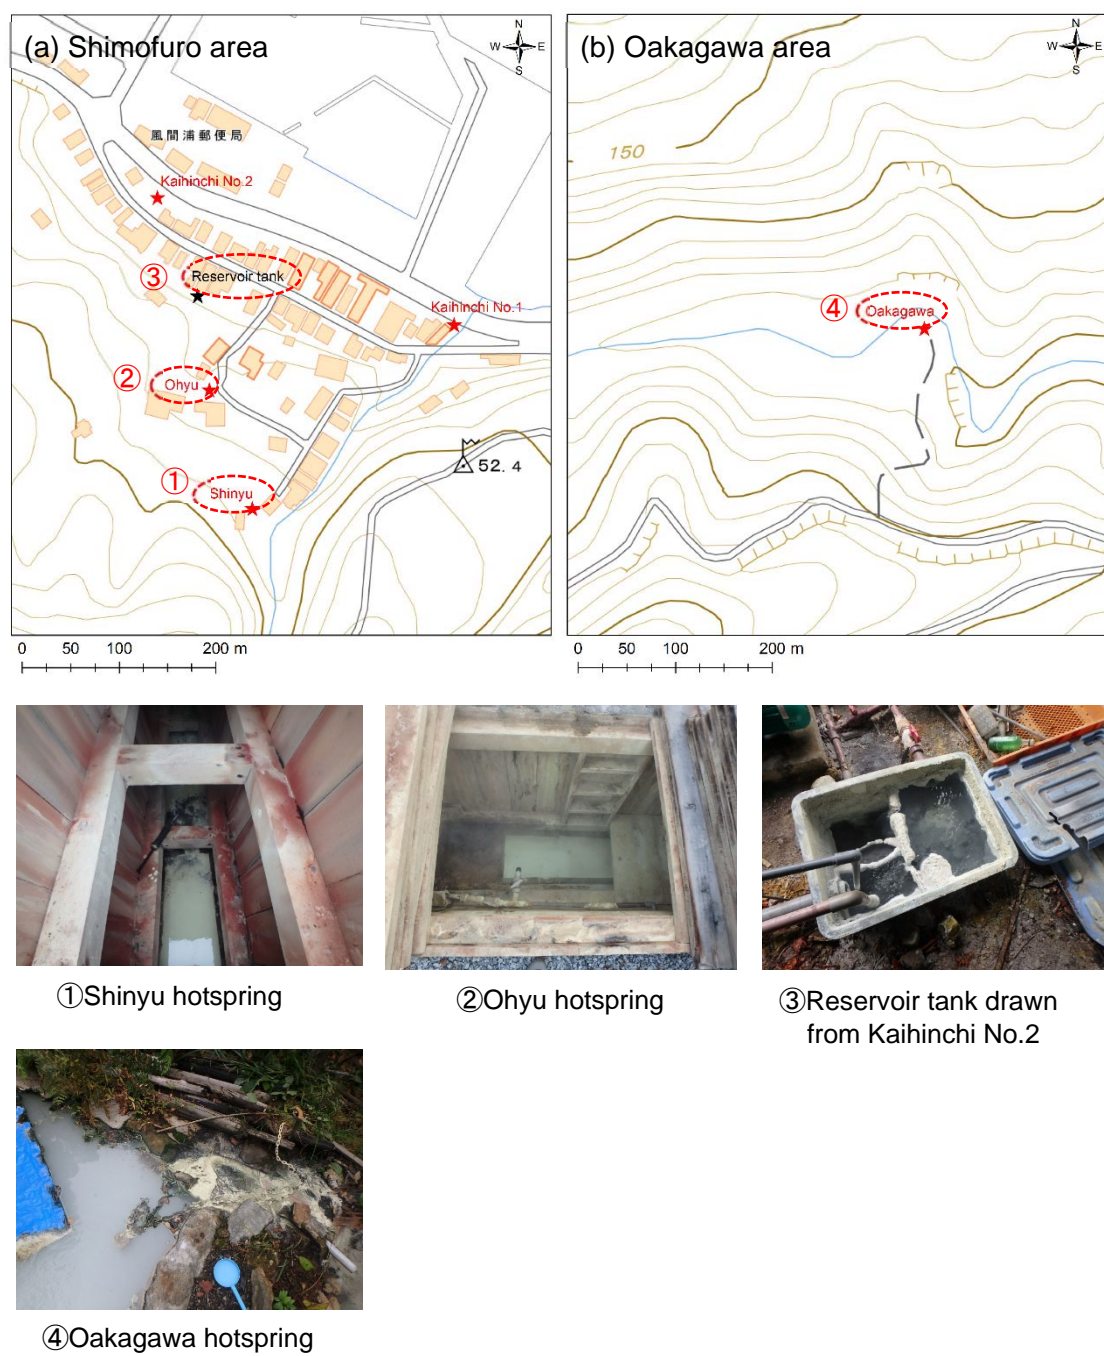 (a) Shimofuro area
N
W E
S
風間浦郵便局
Kaihinchi No.2
③
Reservoir tank
Kaihinchi No.1
②
Ohyu
52.4
①
Shinyu
0 50 100 200 m
(b) Oakagawa area
N
W E
S
150
④
Oakagawa
0 50 100 200 m
①Shinyu hotspring
②Ohyu hotspring
③Reservoir tank drawn
from Kaihinchi No.2
④Oakagawa hotspring